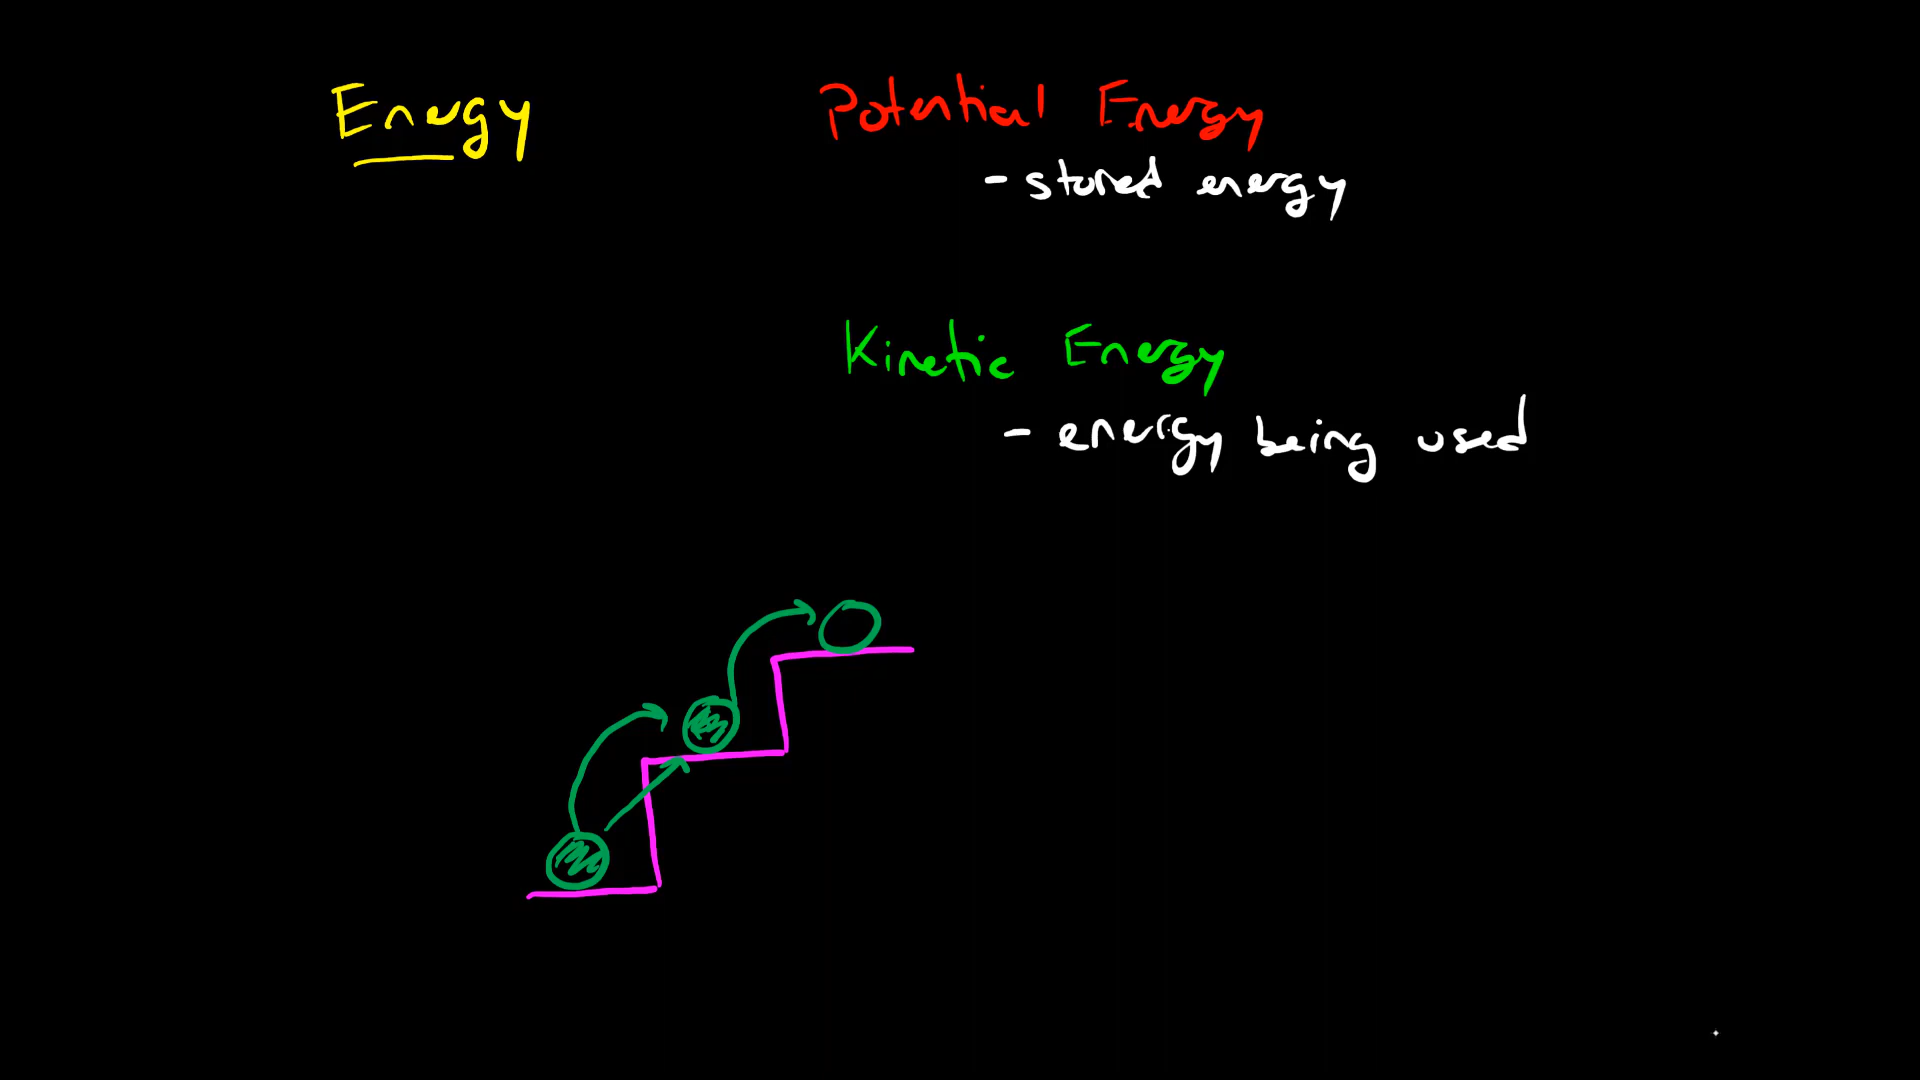 Energy
Potential Energy
- stored energy
Kinetic Energy
- energy being used